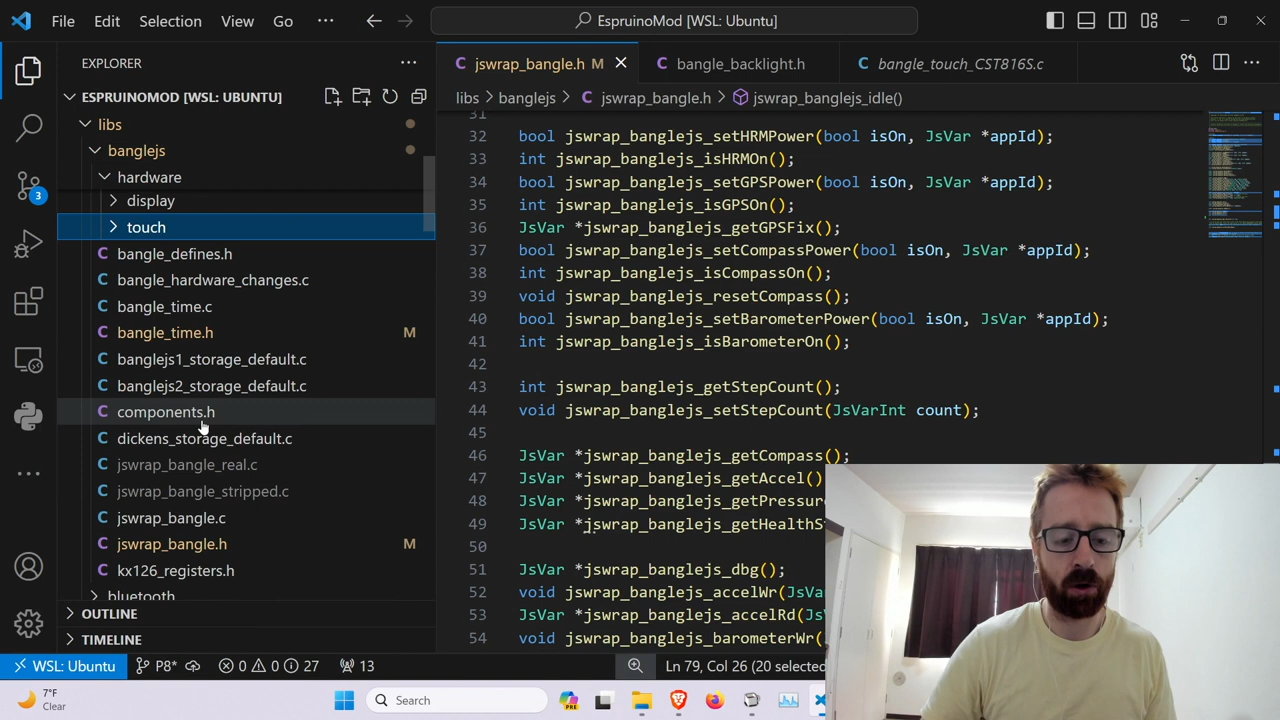 File Edit Selection View Go ··· EspruinoMod [WSL: Ubuntu]
EXPLORER ···
jswrap_bangle.h M
bangle_backlight.h
bangle_touch_CST816S.c
ESPRUINOMOD [WSL: UBUNTU]
libs > banglejs > C jswrap_bangle.h > jswrap_banglejs_idle()
libs
banglejs
hardware
display
touch
C bangle_defines.h
C bangle_hardware_changes.h
C bangle_time.c
C bangle_time.h M
C banglejs1_storage_default.c
C banglejs2_storage_default.c
C components.h
C dickens_storage_default.c
C jswrap_bangle_real.c
C jswrap_bangle_stripped.c
C jswrap_bangle.c
C jswrap_bangle.h M
C kx126_registers.h
bluetooth
OUTLINE
TIMELINE
3
31
32 bool jswrap_banglejs_setHRMPower(bool isOn, JsVar *appId);
33 int jswrap_banglejs_isHRMOn();
34 bool jswrap_banglejs_setGPSPower(bool isOn, JsVar *appId);
35 int jswrap_banglejs_isGPSOn();
36 JsVar *jswrap_banglejs_getGPSFix();
37 bool jswrap_banglejs_setCompassPower(bool isOn, JsVar *appId);
38 int jswrap_banglejs_isCompassOn();
39 void jswrap_banglejs_resetCompass();
40 bool jswrap_banglejs_setBarometerPower(bool isOn, JsVar *appId);
41 int jswrap_banglejs_isBarometerOn();
42
43 int jswrap_banglejs_getStepCount();
44 void jswrap_banglejs_setStepCount(JsVarInt count);
45
46 JsVar *jswrap_banglejs_getCompass();
47 JsVar *jswrap_banglejs_getAccel()
48 JsVar *jswrap_banglejs_getPressur
49 JsVar *jswrap_banglejs_getHealthS
50
51 JsVar *jswrap_banglejs_dbg();
52 void jswrap_banglejs_accelWr(JsVa
53 int jswrap_banglejs_accelRd(JsV
54 void jswrap_banglejs_barometerWr(
WSL: Ubuntu P8* 0 0 27 13 Ln 79, Col 26 (20 selected
7°F
Clear
Search
PRE